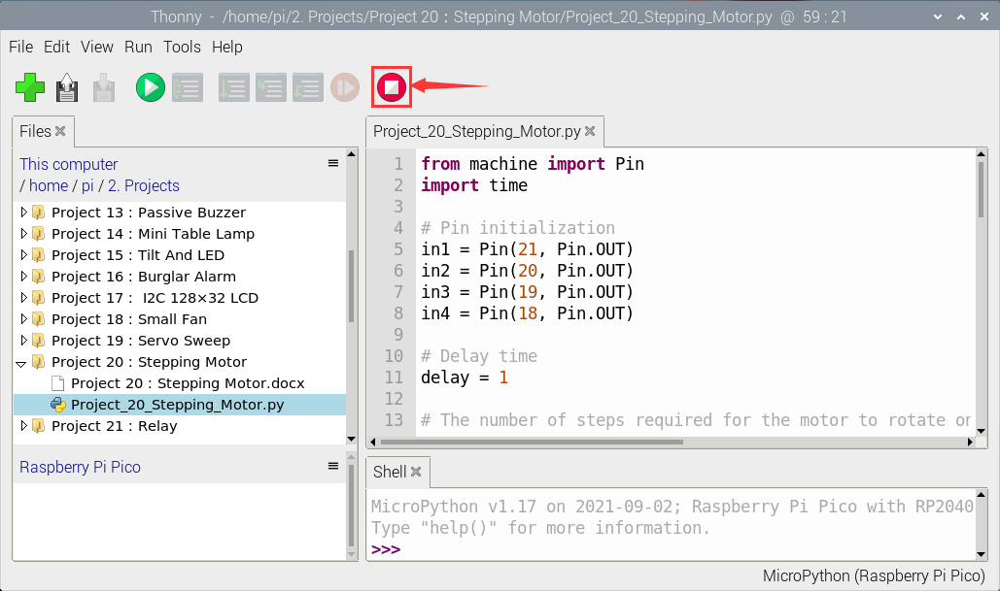 Thonny - /home/pi/2. Projects/Project 20 : Stepping Motor/Project_20_Stepping_Motor.py @ 59 : 21
File Edit View Run Tools Help
Files
This computer
/ home / pi / 2. Projects
Project 13 : Passive Buzzer
Project 14 : Mini Table Lamp
Project 15 : Tilt And LED
Project 16 : Burglar Alarm
Project 17 : I2C 128×32 LCD
Project 18 : Small Fan
Project 19 : Servo Sweep
Project 20 : Stepping Motor
Project 20 : Stepping Motor.docx
Project_20_Stepping_Motor.py
Project 21 : Relay
Raspberry Pi Pico
Project_20_Stepping_Motor.py
1 from machine import Pin
2 import time
3
4 # Pin initialization
5 in1 = Pin(21, Pin.OUT)
6 in2 = Pin(20, Pin.OUT)
7 in3 = Pin(19, Pin.OUT)
8 in4 = Pin(18, Pin.OUT)
9
10 # Delay time
11 delay = 1
12
13 # The number of steps required for the motor to rotate or
Shell
MicroPython v1.17 on 2021-09-02; Raspberry Pi Pico with RP2040
Type "help()" for more information.
>>>
MicroPython (Raspberry Pi Pico)